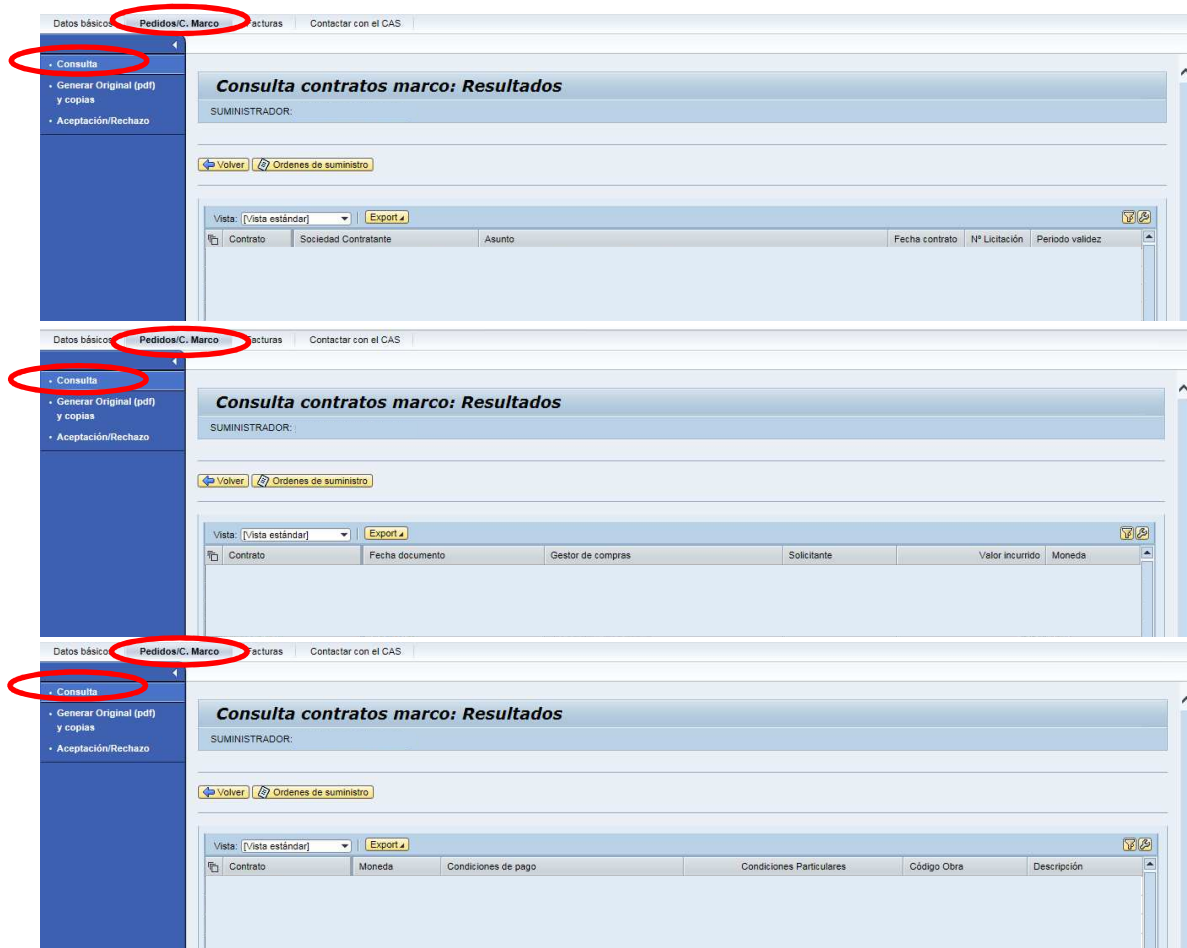 Datos básicos Pedidos/C. Marco Facturas Contactar con el CAS
Consulta
Generar Original (pdf)
y copias
Aceptación/Rechazo
Consulta contratos marco: Resultados
SUMINISTRADOR:
Volver Ordenes de suministro
Vista: [Vista estándar] Export
Contrato Sociedad Contratante Asunto Fecha contrato Nº Licitación Periodo validez
Datos básicos Pedidos/C. Marco Facturas Contactar con el CAS
Consulta
Generar Original (pdf)
y copias
Aceptación/Rechazo
Consulta contratos marco: Resultados
SUMINISTRADOR:
Volver Ordenes de suministro
Vista: [Vista estándar] Export
Contrato Fecha documento Gestor de compras Solicitante Valor incurrido Moneda
Datos básicos Pedidos/C. Marco Facturas Contactar con el CAS
Consulta
Generar Original (pdf)
y copias
Aceptación/Rechazo
Consulta contratos marco: Resultados
SUMINISTRADOR:
Volver Ordenes de suministro
Vista: [Vista estándar] Export
Contrato Moneda Condiciones de pago Condiciones Particulares Código Obra Descripción